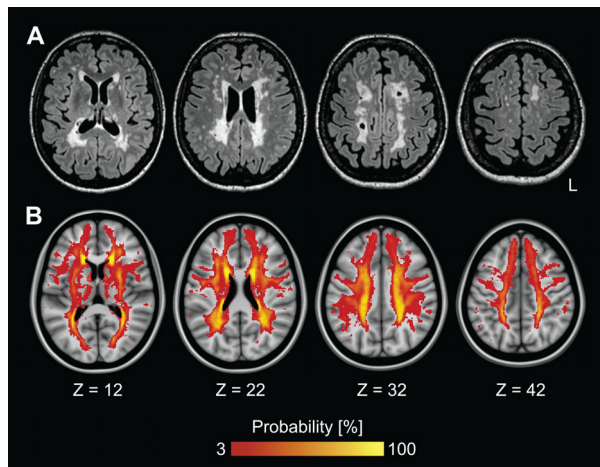 A
L
B
Z = 12 Z = 22 Z = 32 Z = 42
Probability [%]
3 100